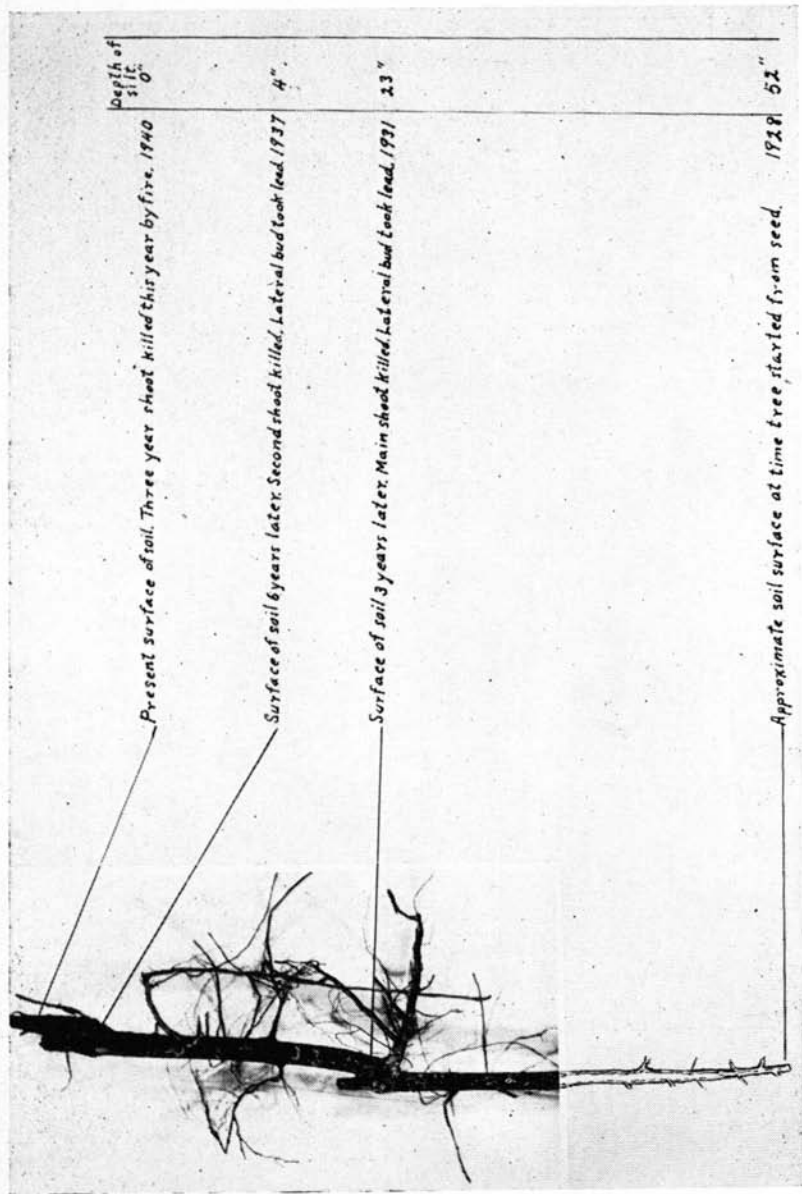 Depth of
silt
0"
Present surface of soil. Three year shoot killed this year by fire. 1940
Surface of soil 6 years later. Second shoot killed. Lateral bud took lead. 1937 4"
Surface of soil 3 years later. Main shoot killed. Lateral bud took lead. 1931 23"
Approximate soil surface at time tree started from seed. 1928 52"